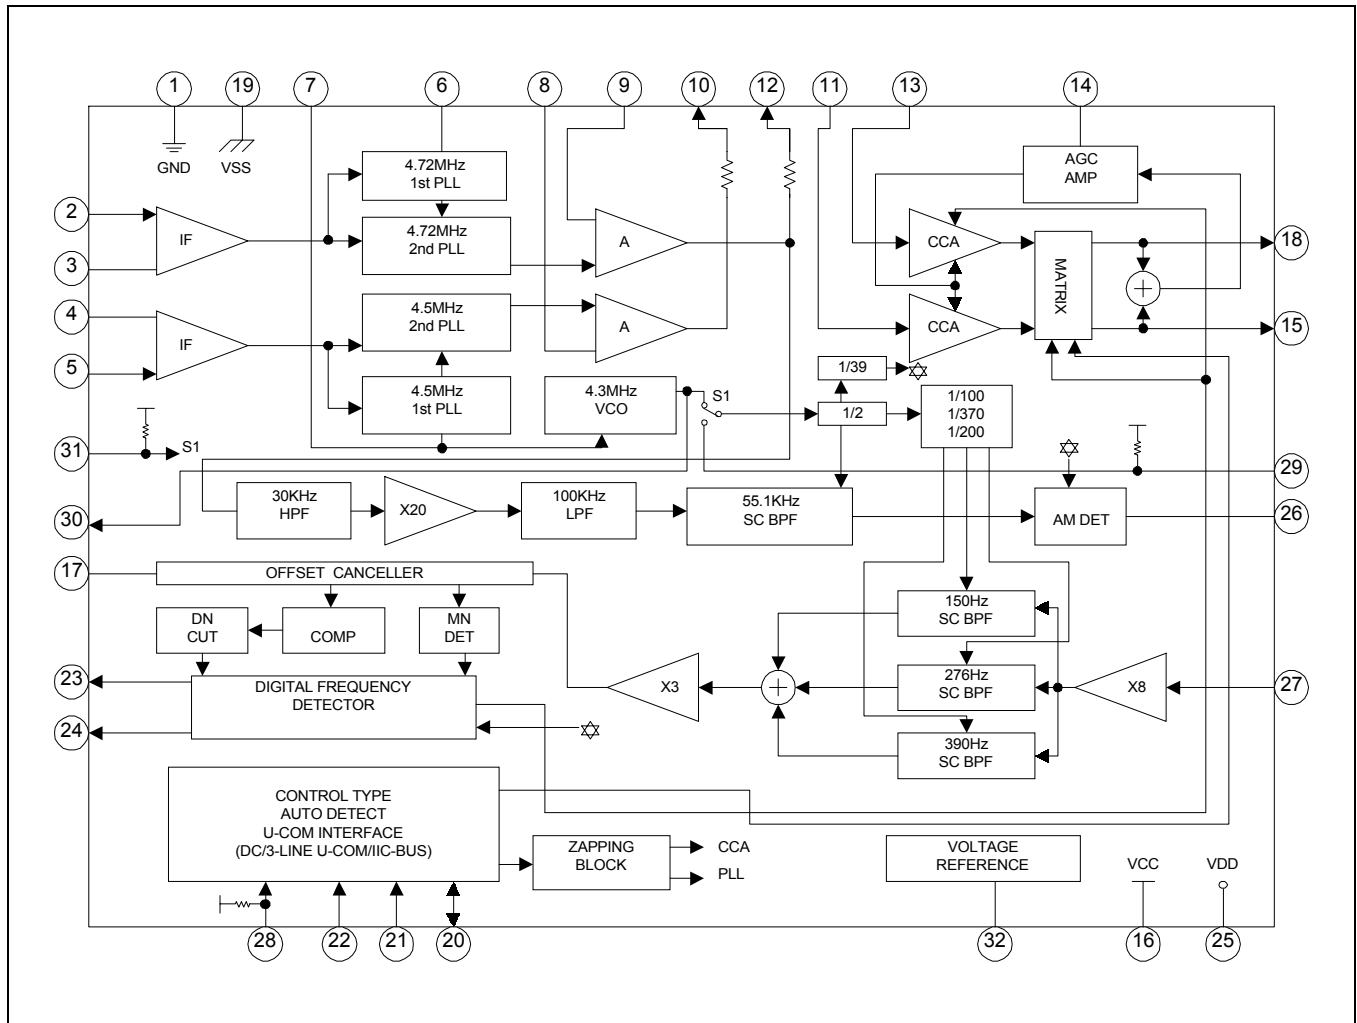 1
19
7
6
8
9
10
12
11
13
14
GND
VSS
4.72MHz
1st PLL
AGC
AMP
2
IF
4.72MHz
2nd PLL
A
CCA
MATRIX
18
3
4
IF
4.5MHz
2nd PLL
A
CCA
15
5
4.5MHz
1st PLL
4.3MHz
VCO
S1
1/39
1/2
1/100
1/370
1/200
31
S1
29
30
30KHz
HPF
X20
100KHz
LPF
55.1KHz
SC BPF
AM DET
26
17
OFFSET CANCELLER
DN
CUT
COMP
MN
DET
150Hz
SC BPF
23
DIGITAL FREQUENCY
DETECTOR
X3
276Hz
SC BPF
X8
27
24
390Hz
SC BPF
CONTROL TYPE
AUTO DETECT
U-COM INTERFACE
(DC/3-LINE U-COM/IIC-BUS)
ZAPPING
BLOCK
CCA
PLL
VOLTAGE
REFERENCE
VCC
VDD
28
22
21
20
32
16
25